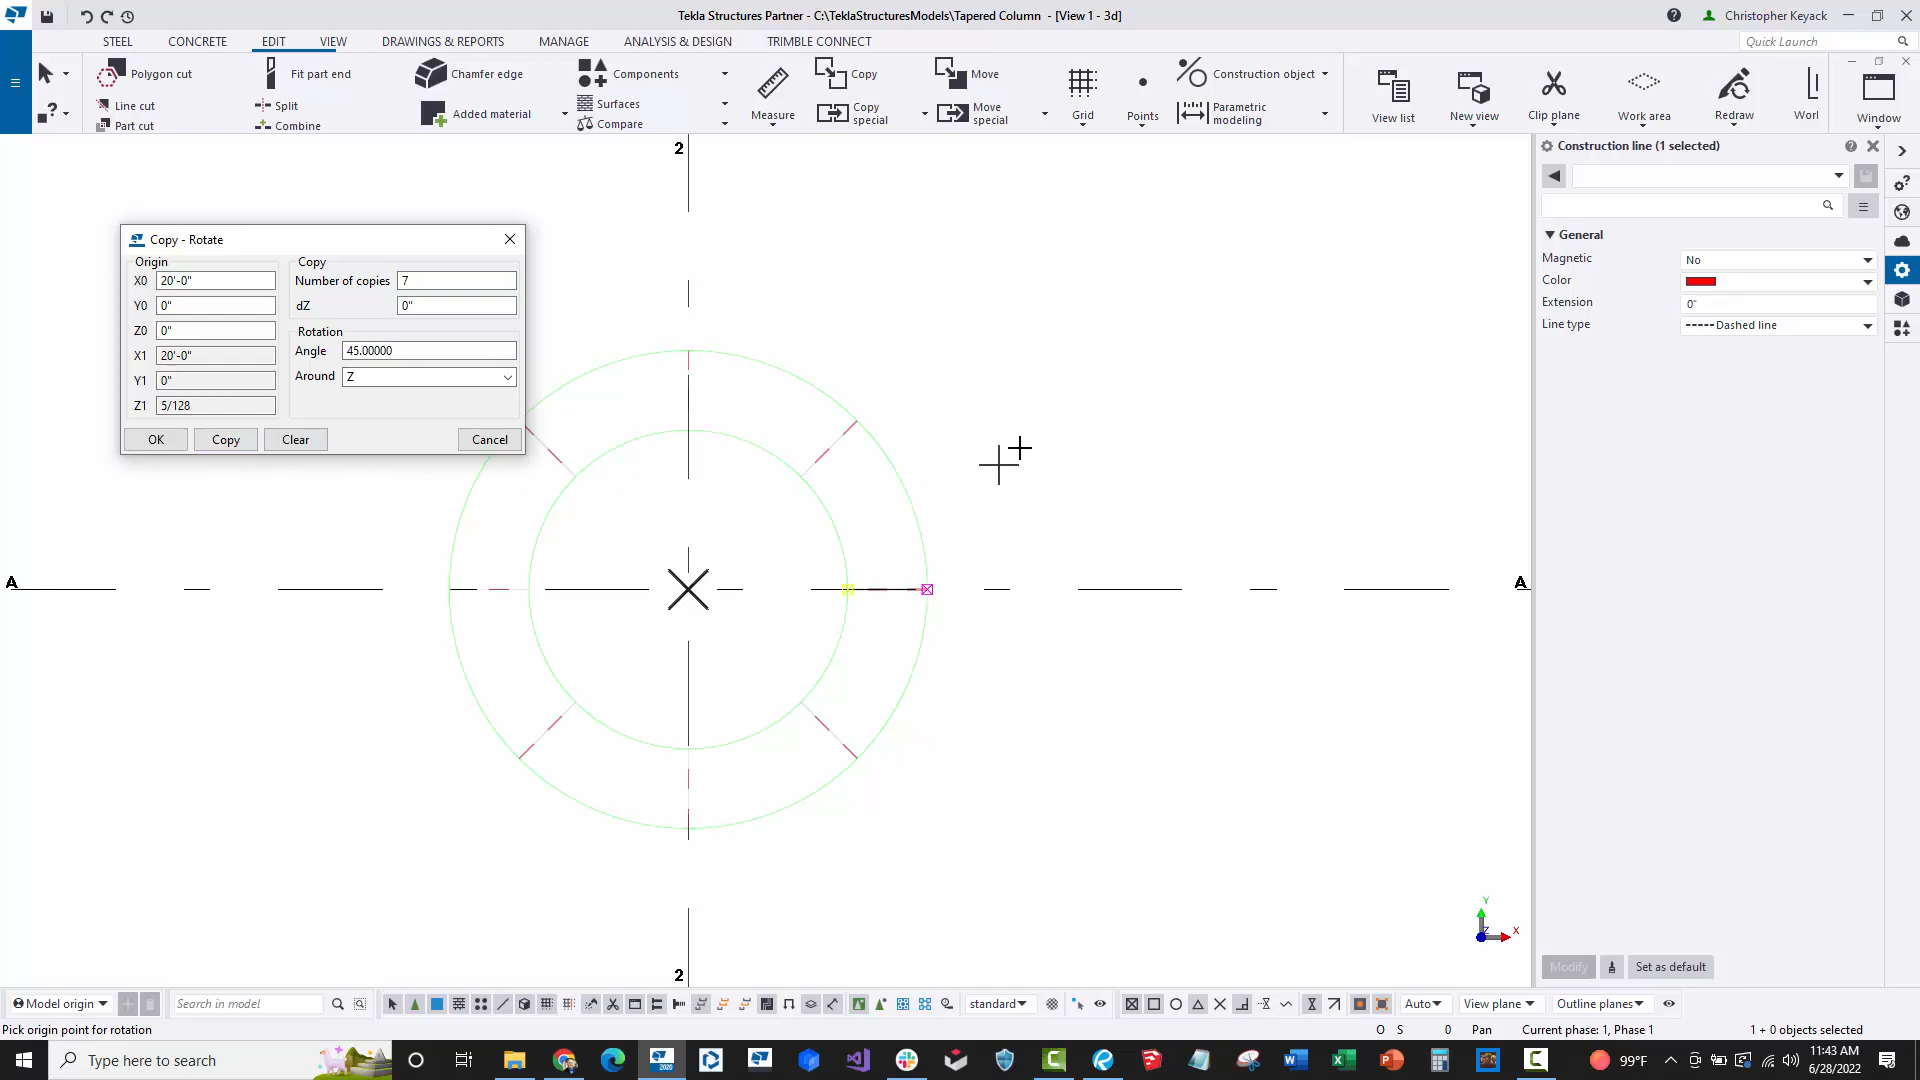 Tekla Structures Partner - C:\TeklaStructuresModels\Tapered Column - [View 1 - 3d]
Christopher Keyack
STEEL CONCRETE EDIT VIEW DRAWINGS & REPORTS MANAGE ANALYSIS & DESIGN TRIMBLE CONNECT
Quick Launch
Polygon cut
Line cut
Part cut
Fit part end
Split
Combine
Chamfer edge
Added material
Components
Surfaces
Compare
Measure
Copy
Copy special
Move
Move special
Grid
Points
Construction object
Parametric modeling
View list
New view
Clip plane
Work area
Redraw
Worl
Window
2
A
A
2
Copy - Rotate
Origin
X0 20'-0"
Y0 0"
Z0 0"
X1 20'-0"
Y1 0"
Z1 5/128
Copy
Number of copies 7
dZ 0"
Rotation
Angle 45.00000
Around Z
OK Copy Clear Cancel
Construction line (1 selected)
General
Magnetic No
Color
Extension 0"
Line type Dashed line
Y
Z
X
Modify Set as default
Model origin
Search in model
standard
Auto
View plane
Outline planes
Pick origin point for rotation
O S 0 Pan Current phase: 1, Phase 1 1 + 0 objects selected
Type here to search
2020
99°F
11:43 AM
6/28/2022